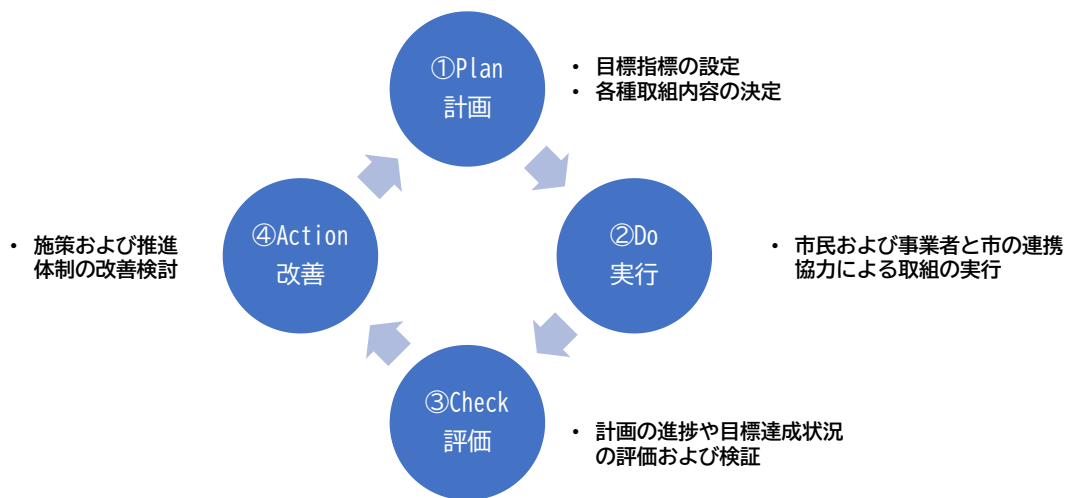 ①Plan
計画
・ 目標指標の設定
・ 各種取組内容の決定
②Do
実行
・ 市民および事業者と市の連携
協力による取組の実行
③Check
評価
・ 計画の進捗や目標達成状況
の評価および検証
④Action
改善
・ 施策および推進
体制の改善検討